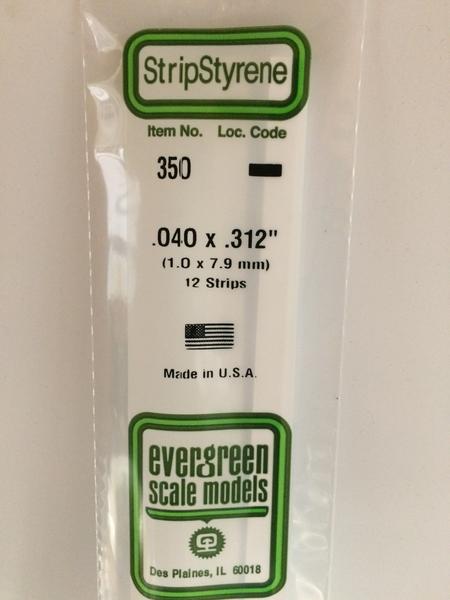 StripStyrene
Item No. Loc. Code
350
.040 x .312"
(1.0 x 7.9 mm)
12 Strips
Made in U.S.A.
evergreen
scale models
Des Plaines, IL 60018